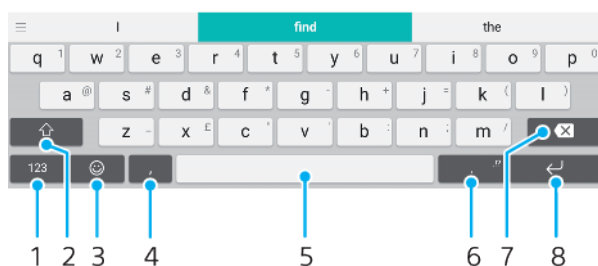 I find the
q 1 w 2 e 3 r 4 t 5 y 6 u 7 i 8 o 9 p 0
a @ s # d & f * g - h + j = k ( l )
z _ x £ c " v ' b : n ; m /
123 , . ,!?
1 2 3 4 5 6 7 8